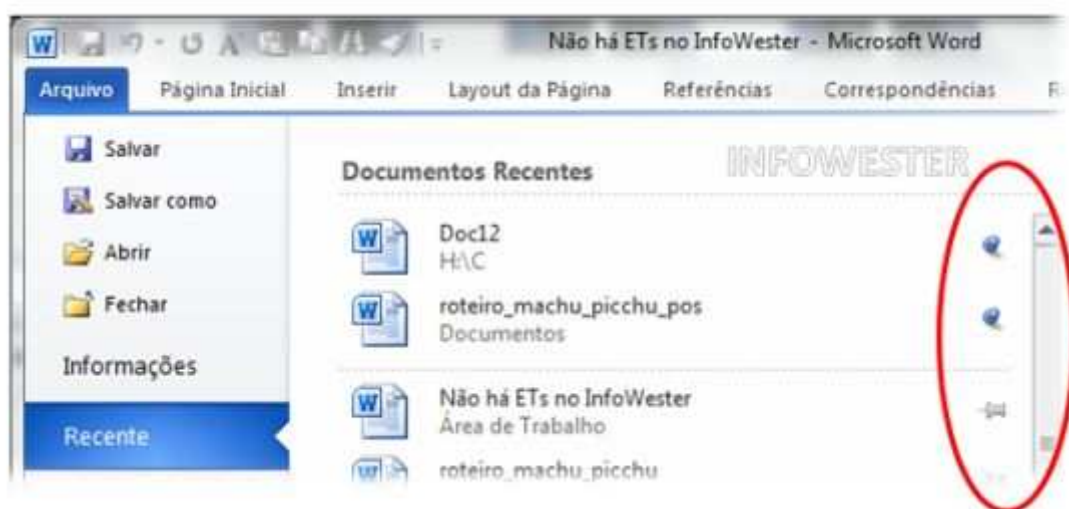 Não há ETs no InfoWester - Microsoft Word
Arquivo Página Inicial Inserir Layout da Página Referências Correspondências
Salvar
Salvar como
Abrir
Fechar
Informações
Recente
Documentos Recentes
INFOWESTER
Doc12
H:\C
roteiro_machu_picchu_pos
Documentos
Não há ETs no InfoWester
Área de Trabalho
roteiro_machu_picchu